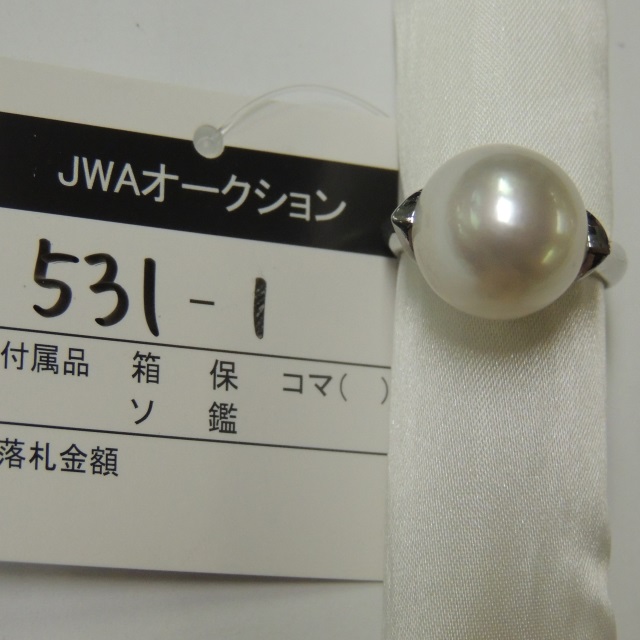 JWAオークション
531-1
付属品 箱 保 コマ( )
ソ 鑑
落札金額